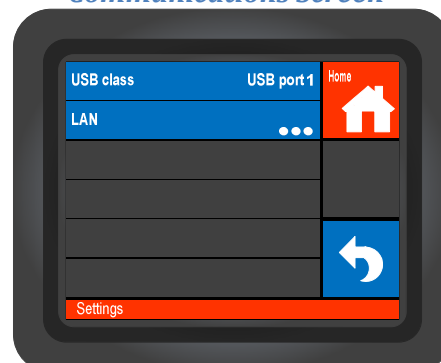 Communications Screen
USB class USB port 1
Home
LAN
Settings